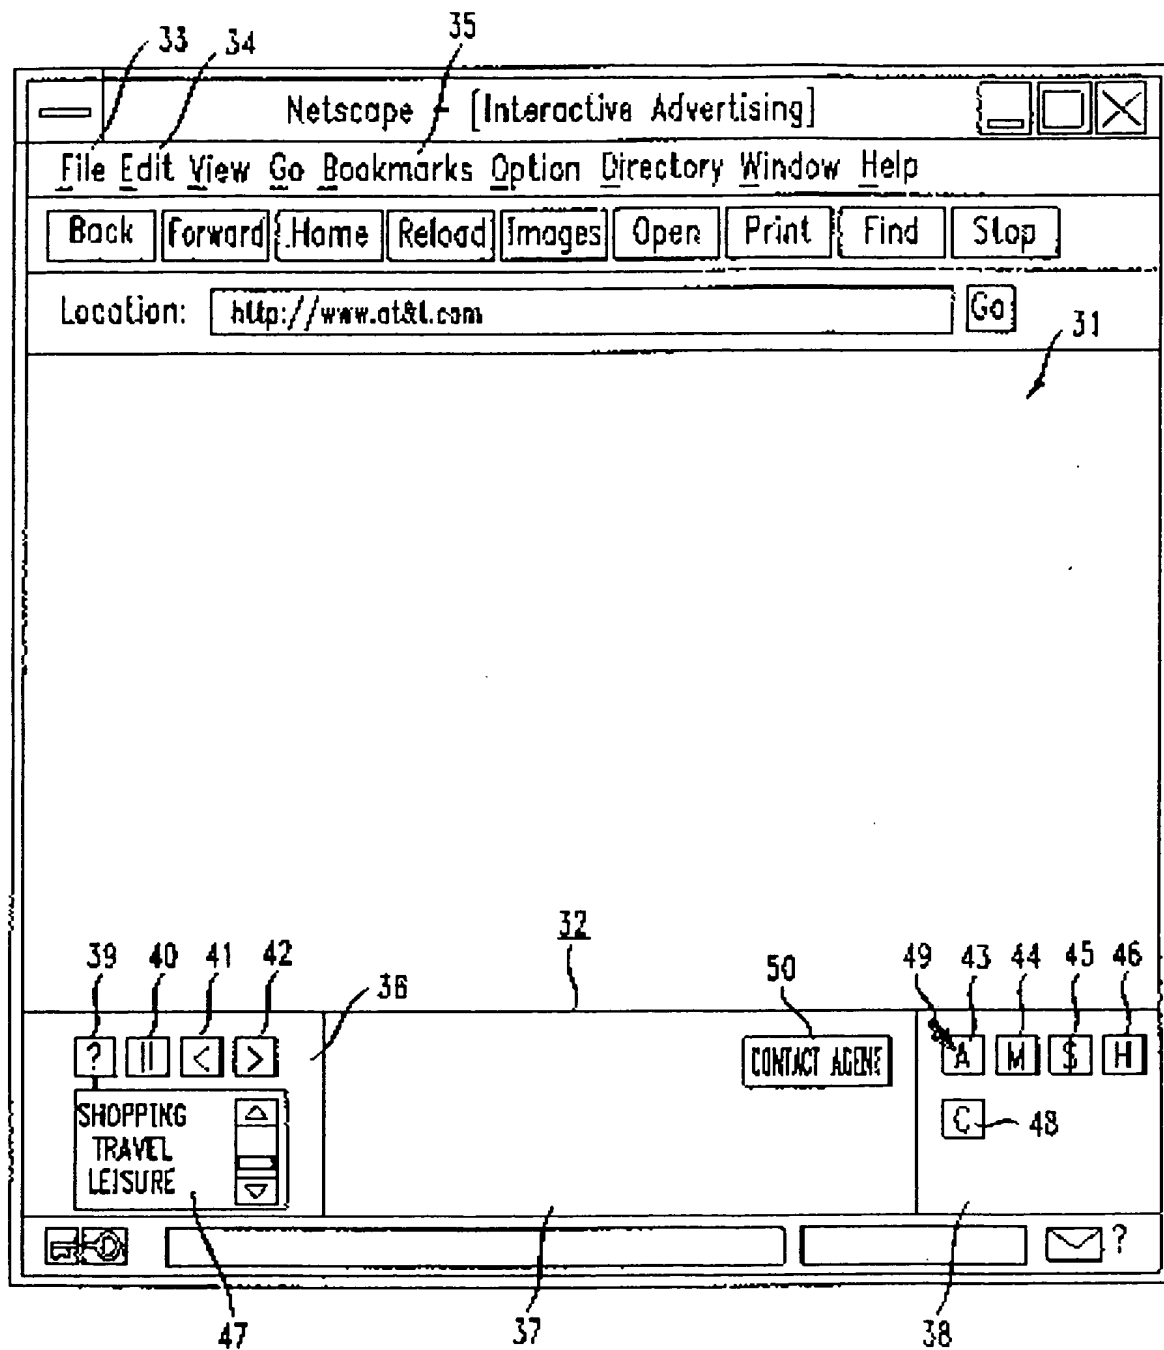 33 34 35
Netscape - [Interactive Advertising]
File Edit View Go Bookmarks Option Directory Window Help
Back Forward Home Reload Images Open Print Find Stop
Location: http://www.at&t.com Go
31
32
39 40 41 42 36 50 49 43 44 45 46
? || < > CONTACT AGENT A M $ H
SHOPPING
TRAVEL
LEISURE
C 48
?
47 37 38